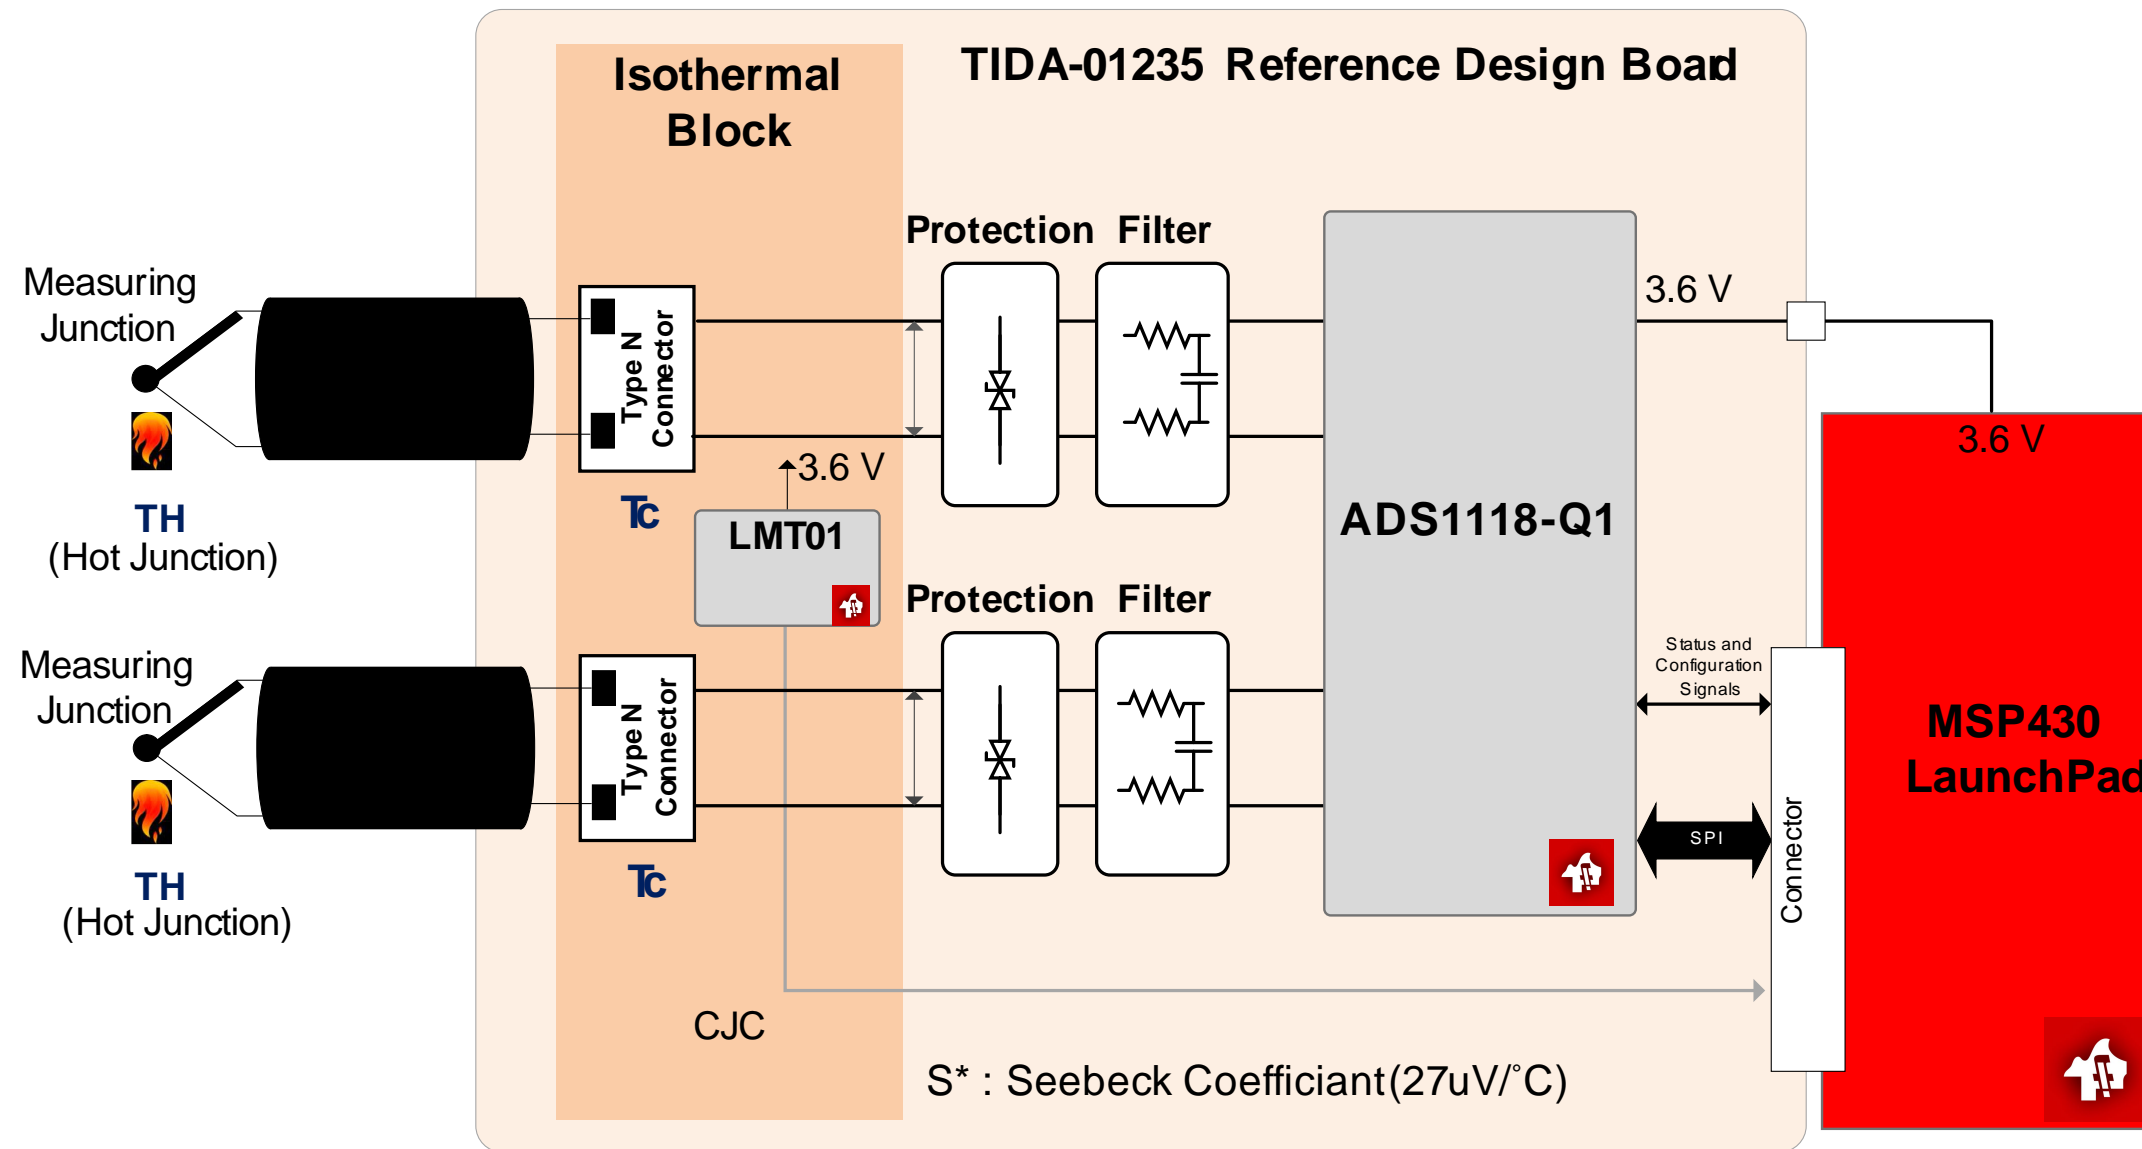 TIDA-01235 Reference Design Board
Isothermal
Block
Protection Filter
Measuring
Junction
Type N
Connector
3.6 V
3.6 V
3.6 V
TH
(Hot Junction)
Tc
LMT01
ADS1118-Q1
Protection Filter
Measuring
Junction
Type N
Connector
Status and
Configuration
Signals
MSP430
LaunchPad
SPI
Connector
TH
(Hot Junction)
Tc
CJC
S* : Seebeck Coefficiant(27uV/˚C)